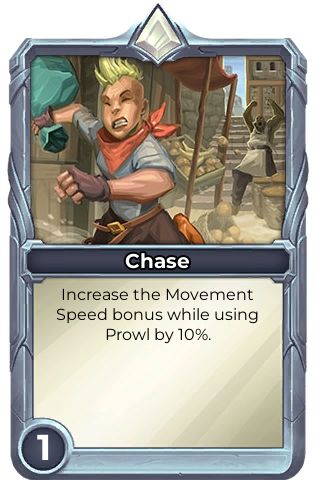 Chase
Increase the Movement
Speed bonus while using
Prowl by 10%.
1